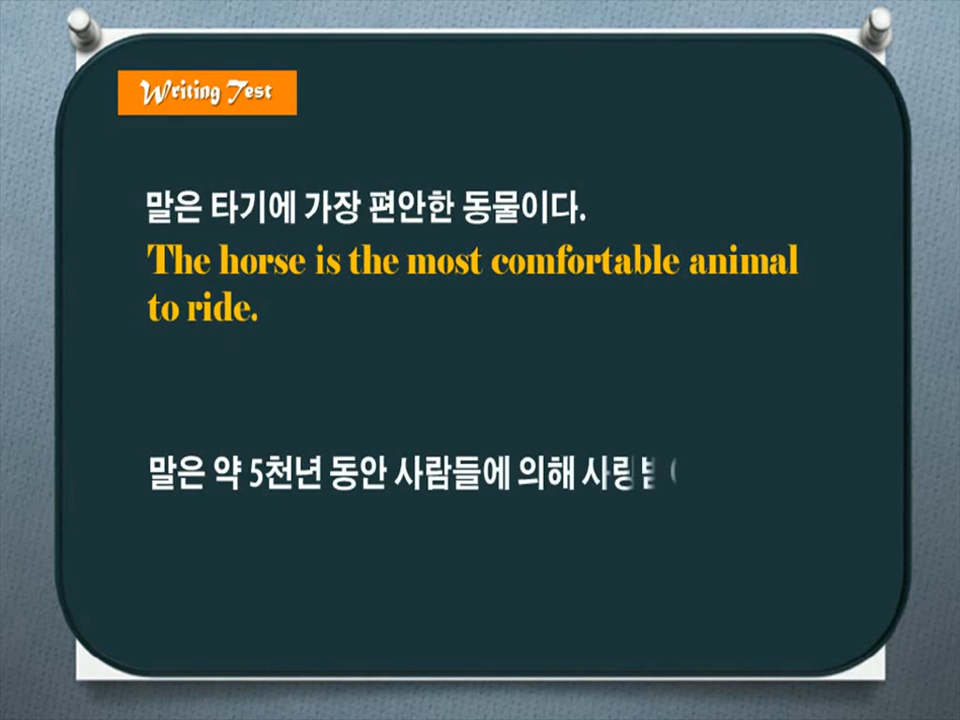 Writing Test
말은 타기에 가장 편안한 동물이다.
The horse is the most comfortable animal
to ride.
말은 약 5천년 동안 사람들에 의해